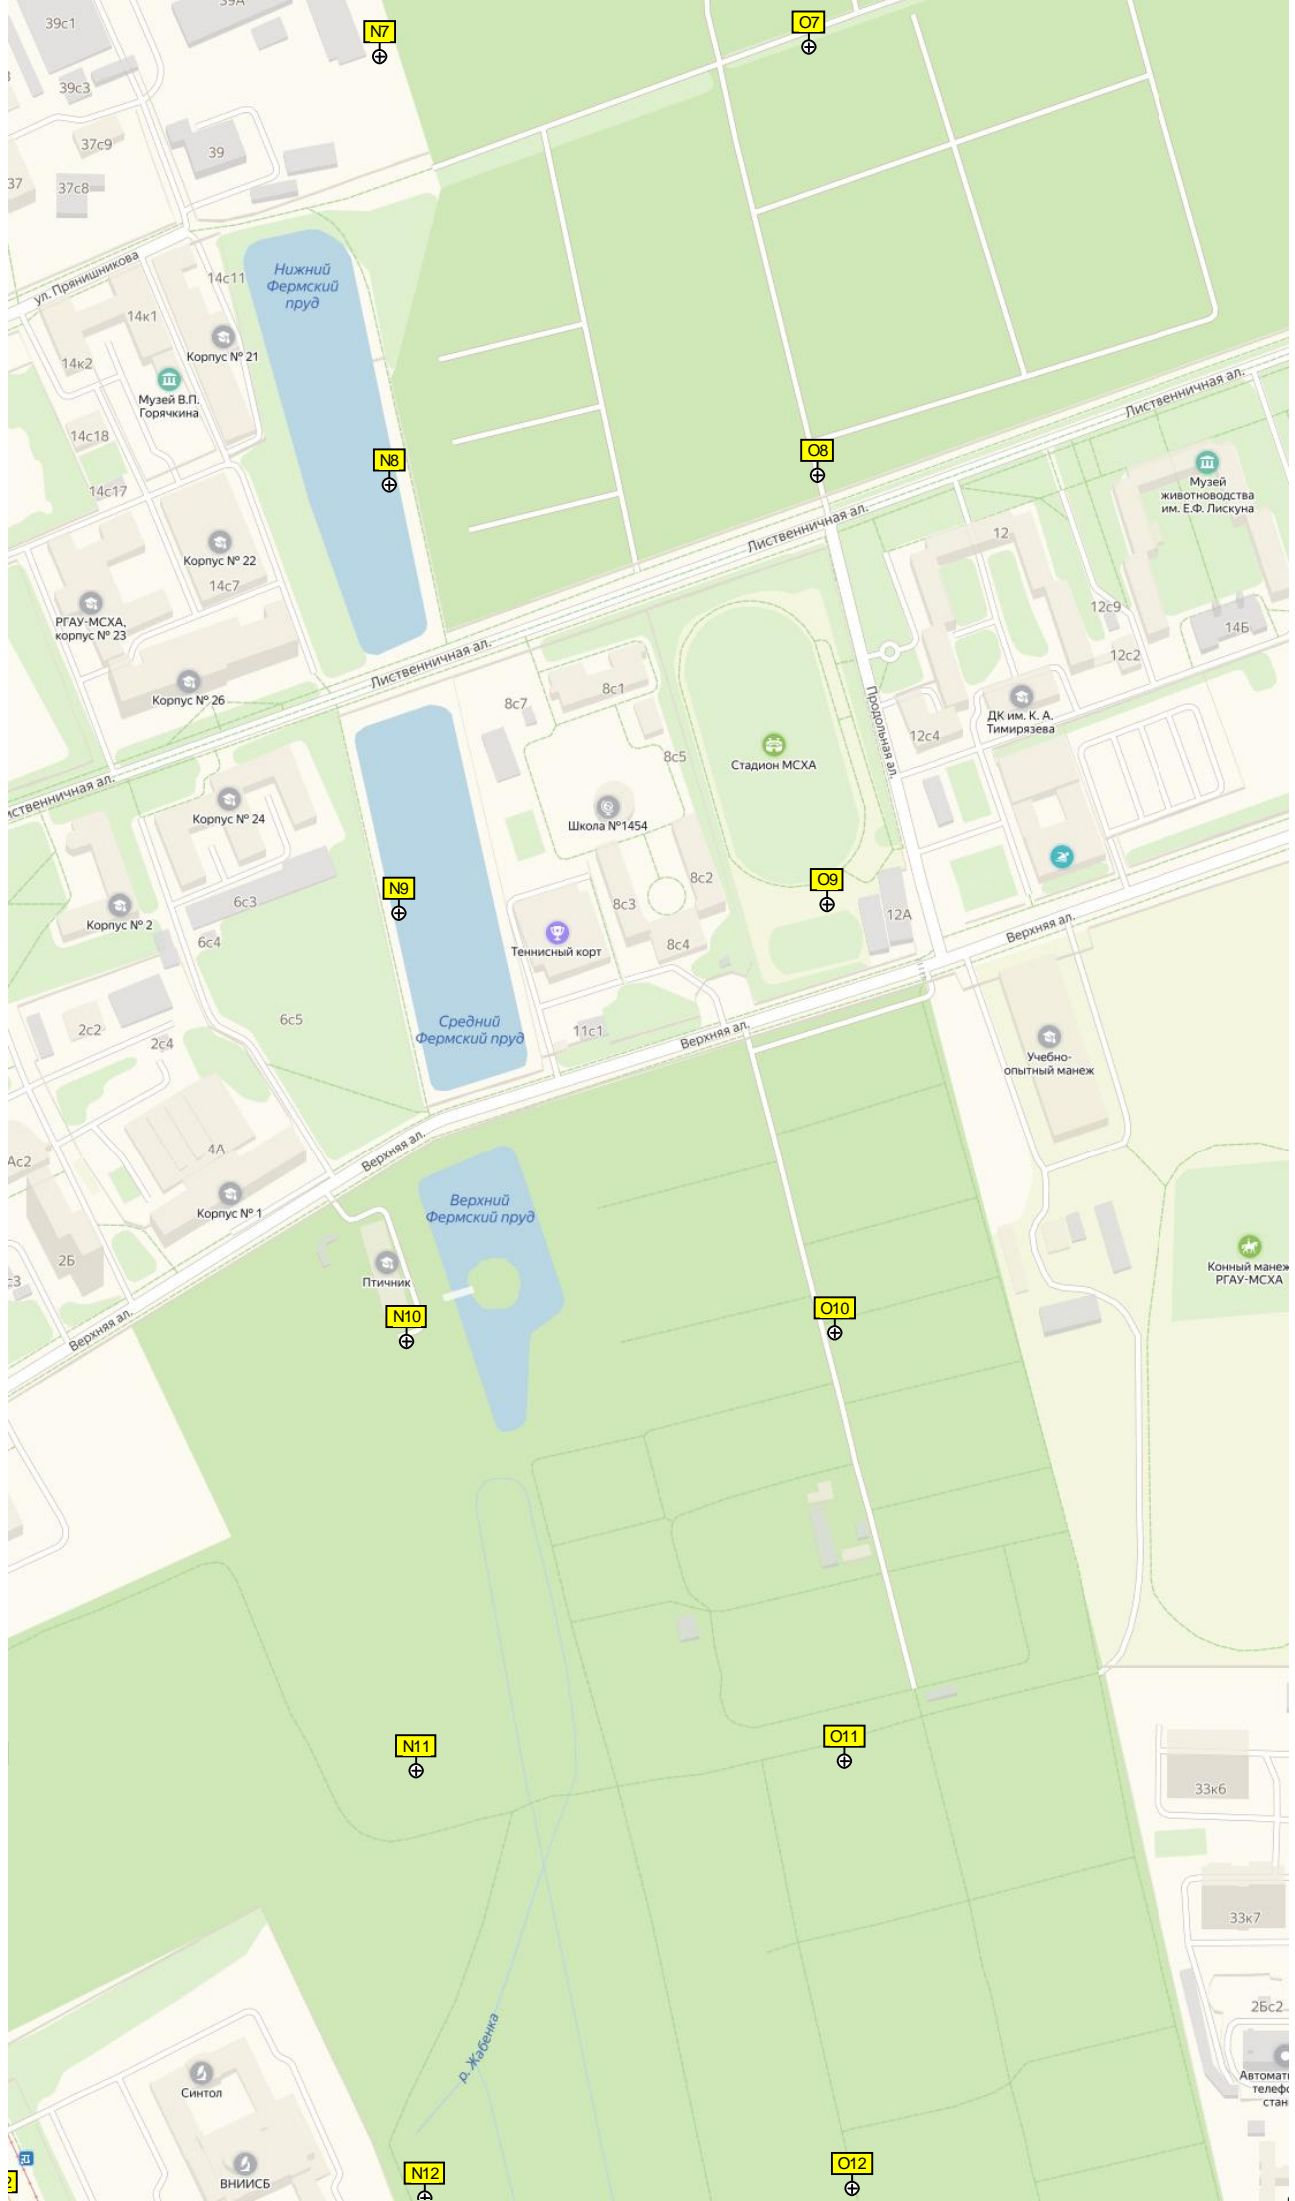 39А
39с1
N7
O7
39с3
37с9
39
37
37с8
ул. Прянишникова
14с11
Нижний
Фермский
пруд
14к1
Корпус № 21
14к2
Музей В.П.
Горячкина
Лиственничная ал.
14с18
N8
O8
Музей
животноводства
им. Е.Ф. Лискуна
14с17
Лиственничная ал.
12
Корпус № 22
14с7
РГАУ-МСХА,
корпус № 23
12с9
14Б
12с2
Лиственничная ал.
Корпус № 26
8с1
8с7
Продольная ал.
ДК им. К. А.
Тимирязева
12с4
8с5
Стадион МСХА
Корпус № 24
Школа №1454
8с2
N9
O9
6с3
8с3
12А
Корпус № 2
Верхняя ал.
6с4
8с4
Теннисный корт
6с5
2с2
11с1
Средний
Фермский пруд
Верхняя ал.
2с4
Учебно-
опытный манеж
4А
Верхняя ал.
Ас2
Корпус № 1
Верхний
Фермский пруд
2Б
с3
Птичник
Конный манеж
РГАУ-МСХА
Верхняя ал.
N10
O10
N11
O11
33к6
33к7
2Бс2
р. Жабенка
Синтол
N12
O12
ВНИИСБ